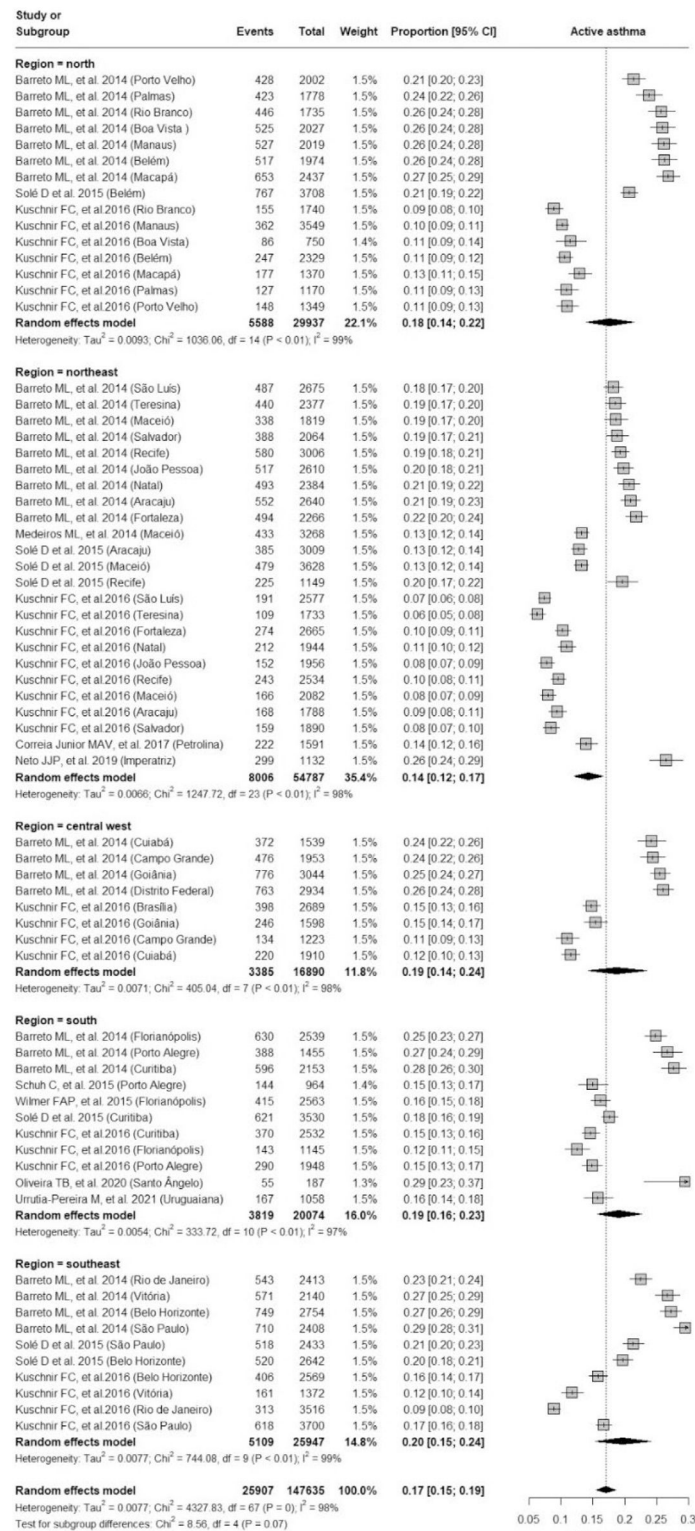 Study or
Subgroup Events Total Weight Proportion [95% CI] Active asthma
Region = north
Barreto ML, et al. 2014 (Porto Velho) 428 2002 1.5% 0.21 [0.20; 0.23]
Barreto ML, et al. 2014 (Palmas) 423 1778 1.5% 0.24 [0.22; 0.26]
Barreto ML, et al. 2014 (Rio Branco) 446 1735 1.5% 0.26 [0.24; 0.28]
Barreto ML, et al. 2014 (Boa Vista ) 525 2027 1.5% 0.26 [0.24; 0.28]
Barreto ML, et al. 2014 (Manaus) 527 2019 1.5% 0.26 [0.24; 0.28]
Barreto ML, et al. 2014 (Belém) 517 1974 1.5% 0.26 [0.24; 0.28]
Barreto ML, et al. 2014 (Macapá) 653 2437 1.5% 0.27 [0.25; 0.29]
Solé D et al. 2015 (Belém) 767 3708 1.5% 0.21 [0.19; 0.22]
Kuschnir FC, et al.2016 (Rio Branco) 155 1740 1.5% 0.09 [0.08; 0.10]
Kuschnir FC, et al.2016 (Manaus) 362 3549 1.5% 0.10 [0.09; 0.11]
Kuschnir FC, et al.2016 (Boa Vista) 86 750 1.4% 0.11 [0.09; 0.14]
Kuschnir FC, et al.2016 (Belém) 247 2329 1.5% 0.11 [0.09; 0.12]
Kuschnir FC, et al.2016 (Macapá) 177 1370 1.5% 0.13 [0.11; 0.15]
Kuschnir FC, et al.2016 (Palmas) 127 1170 1.5% 0.11 [0.09; 0.13]
Kuschnir FC, et al.2016 (Porto Velho) 148 1349 1.5% 0.11 [0.09; 0.13]
Random effects model 5588 29937 22.1% 0.18 [0.14; 0.22]
Heterogeneity: Tau² = 0.0093; Chi² = 1036.06, df = 14 (P < 0.01); I² = 99%
Region = northeast
Barreto ML, et al. 2014 (São Luís) 487 2675 1.5% 0.18 [0.17; 0.20]
Barreto ML, et al. 2014 (Teresina) 440 2377 1.5% 0.19 [0.17; 0.20]
Barreto ML, et al. 2014 (Maceió) 338 1819 1.5% 0.19 [0.17; 0.20]
Barreto ML, et al. 2014 (Salvador) 388 2064 1.5% 0.19 [0.17; 0.21]
Barreto ML, et al. 2014 (Recife) 580 3006 1.5% 0.19 [0.18; 0.21]
Barreto ML, et al. 2014 (João Pessoa) 517 2610 1.5% 0.20 [0.18; 0.21]
Barreto ML, et al. 2014 (Natal) 493 2384 1.5% 0.21 [0.19; 0.22]
Barreto ML, et al. 2014 (Aracaju) 552 2640 1.5% 0.21 [0.19; 0.23]
Barreto ML, et al. 2014 (Fortaleza) 494 2266 1.5% 0.22 [0.20; 0.24]
Medeiros ML, et al. 2014 (Maceió) 433 3268 1.5% 0.13 [0.12; 0.14]
Solé D et al. 2015 (Aracaju) 385 3009 1.5% 0.13 [0.12; 0.14]
Solé D et al. 2015 (Maceió) 479 3628 1.5% 0.13 [0.12; 0.14]
Solé D et al. 2015 (Recife) 225 1149 1.5% 0.20 [0.17; 0.22]
Kuschnir FC, et al.2016 (São Luís) 191 2577 1.5% 0.07 [0.06; 0.08]
Kuschnir FC, et al.2016 (Teresina) 109 1733 1.5% 0.06 [0.05; 0.08]
Kuschnir FC, et al.2016 (Fortaleza) 274 2665 1.5% 0.10 [0.09; 0.11]
Kuschnir FC, et al.2016 (Natal) 212 1944 1.5% 0.11 [0.10; 0.12]
Kuschnir FC, et al.2016 (João Pessoa) 152 1956 1.5% 0.08 [0.07; 0.09]
Kuschnir FC, et al.2016 (Recife) 243 2534 1.5% 0.10 [0.08; 0.11]
Kuschnir FC, et al.2016 (Maceió) 166 2082 1.5% 0.08 [0.07; 0.09]
Kuschnir FC, et al.2016 (Aracaju) 168 1788 1.5% 0.09 [0.08; 0.11]
Kuschnir FC, et al.2016 (Salvador) 159 1890 1.5% 0.08 [0.07; 0.10]
Correia Junior MAV, et al. 2017 (Petrolina) 222 1591 1.5% 0.14 [0.12; 0.16]
Neto JJP, et al. 2019 (Imperatriz) 299 1132 1.5% 0.26 [0.24; 0.29]
Random effects model 8006 54787 35.4% 0.14 [0.12; 0.17]
Heterogeneity: Tau² = 0.0066; Chi² = 1247.72, df = 23 (P < 0.01); I² = 98%
Region = central west
Barreto ML, et al. 2014 (Cuiabá) 372 1539 1.5% 0.24 [0.22; 0.26]
Barreto ML, et al. 2014 (Campo Grande) 476 1953 1.5% 0.24 [0.22; 0.26]
Barreto ML, et al. 2014 (Goiânia) 776 3044 1.5% 0.25 [0.24; 0.27]
Barreto ML, et al. 2014 (Distrito Federal) 763 2934 1.5% 0.26 [0.24; 0.28]
Kuschnir FC, et al.2016 (Brasília) 398 2689 1.5% 0.15 [0.13; 0.16]
Kuschnir FC, et al.2016 (Goiânia) 246 1598 1.5% 0.15 [0.14; 0.17]
Kuschnir FC, et al.2016 (Campo Grande) 134 1223 1.5% 0.11 [0.09; 0.13]
Kuschnir FC, et al.2016 (Cuiabá) 220 1910 1.5% 0.12 [0.10; 0.13]
Random effects model 3385 16890 11.8% 0.19 [0.14; 0.24]
Heterogeneity: Tau² = 0.0071; Chi² = 405.04, df = 7 (P < 0.01); I² = 98%
Region = south
Barreto ML, et al. 2014 (Florianópolis) 630 2539 1.5% 0.25 [0.23; 0.27]
Barreto ML, et al. 2014 (Porto Alegre) 388 1455 1.5% 0.27 [0.24; 0.29]
Barreto ML, et al. 2014 (Curitiba) 596 2153 1.5% 0.28 [0.26; 0.30]
Schuh C, et al. 2015 (Porto Alegre) 144 964 1.4% 0.15 [0.13; 0.17]
Wilmer FAP, et al. 2015 (Florianópolis) 415 2563 1.5% 0.16 [0.15; 0.18]
Solé D et al. 2015 (Curitiba) 621 3530 1.5% 0.18 [0.16; 0.19]
Kuschnir FC, et al.2016 (Curitiba) 370 2532 1.5% 0.15 [0.13; 0.16]
Kuschnir FC, et al.2016 (Florianópolis) 143 1145 1.5% 0.12 [0.11; 0.15]
Kuschnir FC, et al.2016 (Porto Alegre) 290 1948 1.5% 0.15 [0.13; 0.17]
Oliveira TB, et al. 2020 (Santo Ângelo) 55 187 1.3% 0.29 [0.23; 0.37]
Urrutia-Pereira M, et al. 2021 (Uruguaiana) 167 1058 1.5% 0.16 [0.14; 0.18]
Random effects model 3819 20074 16.0% 0.19 [0.16; 0.23]
Heterogeneity: Tau² = 0.0054; Chi² = 333.72, df = 10 (P < 0.01); I² = 97%
Region = southeast
Barreto ML, et al. 2014 (Rio de Janeiro) 543 2413 1.5% 0.23 [0.21; 0.24]
Barreto ML, et al. 2014 (Vitória) 571 2140 1.5% 0.27 [0.25; 0.29]
Barreto ML, et al. 2014 (Belo Horizonte) 749 2754 1.5% 0.27 [0.26; 0.29]
Barreto ML, et al. 2014 (São Paulo) 710 2408 1.5% 0.29 [0.28; 0.31]
Solé D et al. 2015 (São Paulo) 518 2433 1.5% 0.21 [0.20; 0.23]
Solé D et al. 2015 (Belo Horizonte) 520 2642 1.5% 0.20 [0.18; 0.21]
Kuschnir FC, et al.2016 (Belo Horizonte) 406 2569 1.5% 0.16 [0.14; 0.17]
Kuschnir FC, et al.2016 (Vitória) 161 1372 1.5% 0.12 [0.10; 0.14]
Kuschnir FC, et al.2016 (Rio de Janeiro) 313 3516 1.5% 0.09 [0.08; 0.10]
Kuschnir FC, et al.2016 (São Paulo) 618 3700 1.5% 0.17 [0.16; 0.18]
Random effects model 5109 25947 14.8% 0.20 [0.15; 0.24]
Heterogeneity: Tau² = 0.0077; Chi² = 744.08, df = 9 (P < 0.01); I² = 99%
Random effects model 25907 147635 100.0% 0.17 [0.15; 0.19]
Heterogeneity: Tau² = 0.0077; Chi² = 4327.83, df = 67 (P = 0); I² = 98%
Test for subgroup differences: Chi² = 8.56, df = 4 (P = 0.07)
0.05 0.1 0.15 0.2 0.25 0.3